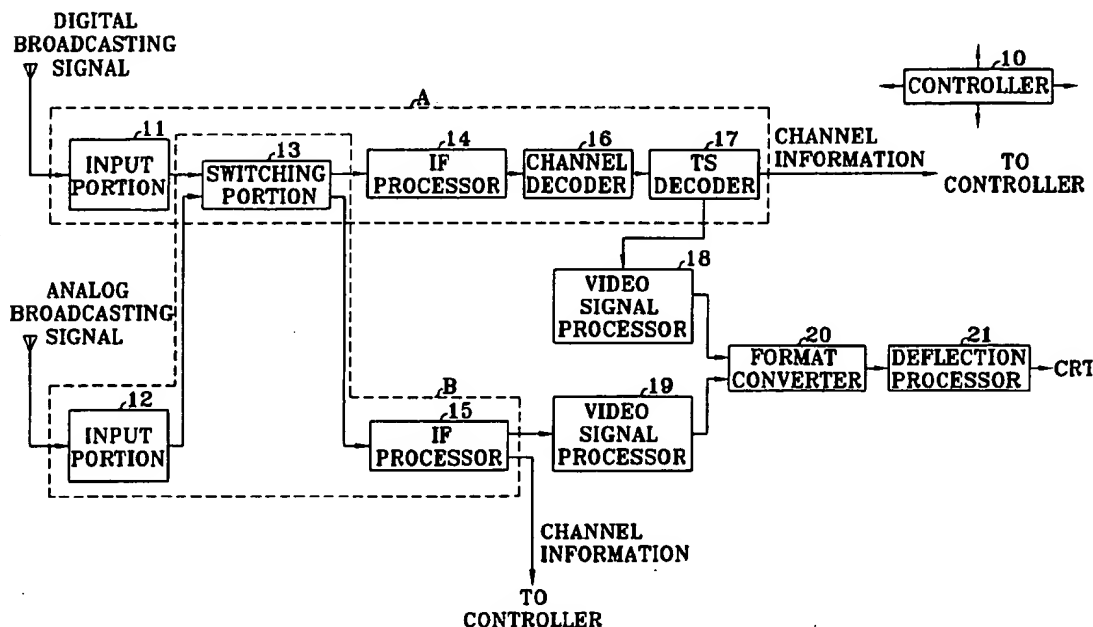 DIGITAL
BROADCASTING
SIGNAL
10
CONTROLLER
A
11
INPUT
PORTION
13
SWITCHING
PORTION
14
IF
PROCESSOR
16
CHANNEL
DECODER
17
TS
DECODER
CHANNEL
INFORMATION
TO
CONTROLLER
ANALOG
BROADCASTING
SIGNAL
18
VIDEO
SIGNAL
PROCESSOR
20
FORMAT
CONVERTER
21
DEFLECTION
PROCESSOR
CRT
12
INPUT
PORTION
B
15
IF
PROCESSOR
19
VIDEO
SIGNAL
PROCESSOR
CHANNEL
INFORMATION
TO
CONTROLLER